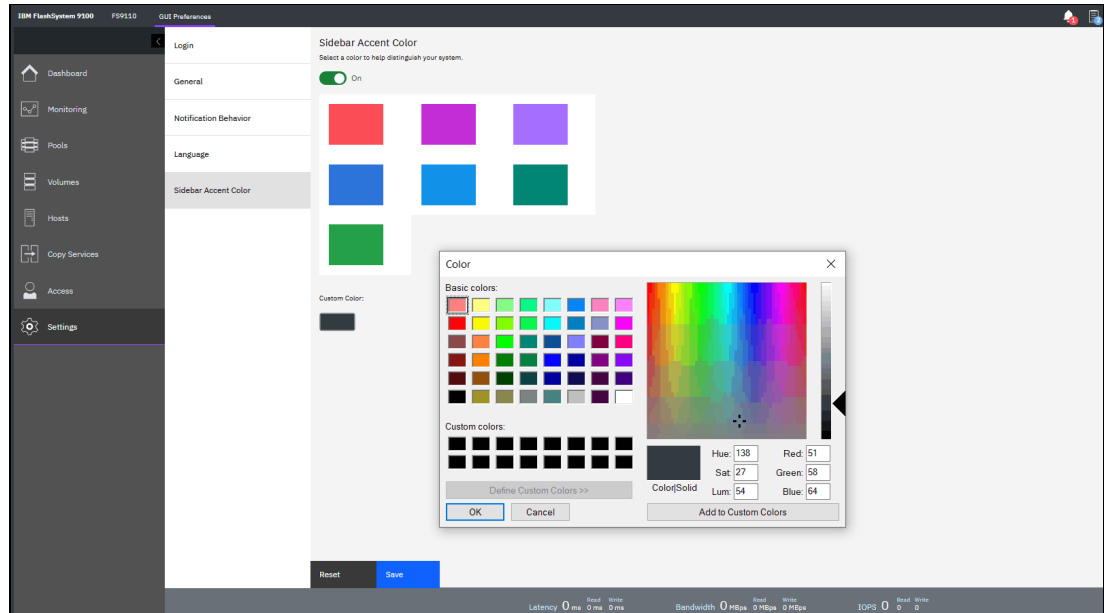 IBM FlashSystem 9100 FS9110 GUI Preferences
1
2
Dashboard
Monitoring
Pools
Volumes
Hosts
Copy Services
Access
Settings
Login
General
Notification Behavior
Language
Sidebar Accent Color
Sidebar Accent Color
Select a color to help distinguish your system.
On
Custom Color:
Color
Basic colors:
Custom colors:
Define Custom Colors >>
OK Cancel
Color|Solid
Hue: 138 Red: 51
Sat: 27 Green: 58
Lum: 54 Blue: 64
Add to Custom Colors
Reset Save
Latency 0 ms Read 0 ms Write 0 ms Bandwidth 0 MBps Read 0 MBps Write 0 MBps IOPS 0 Read 0 Write 0